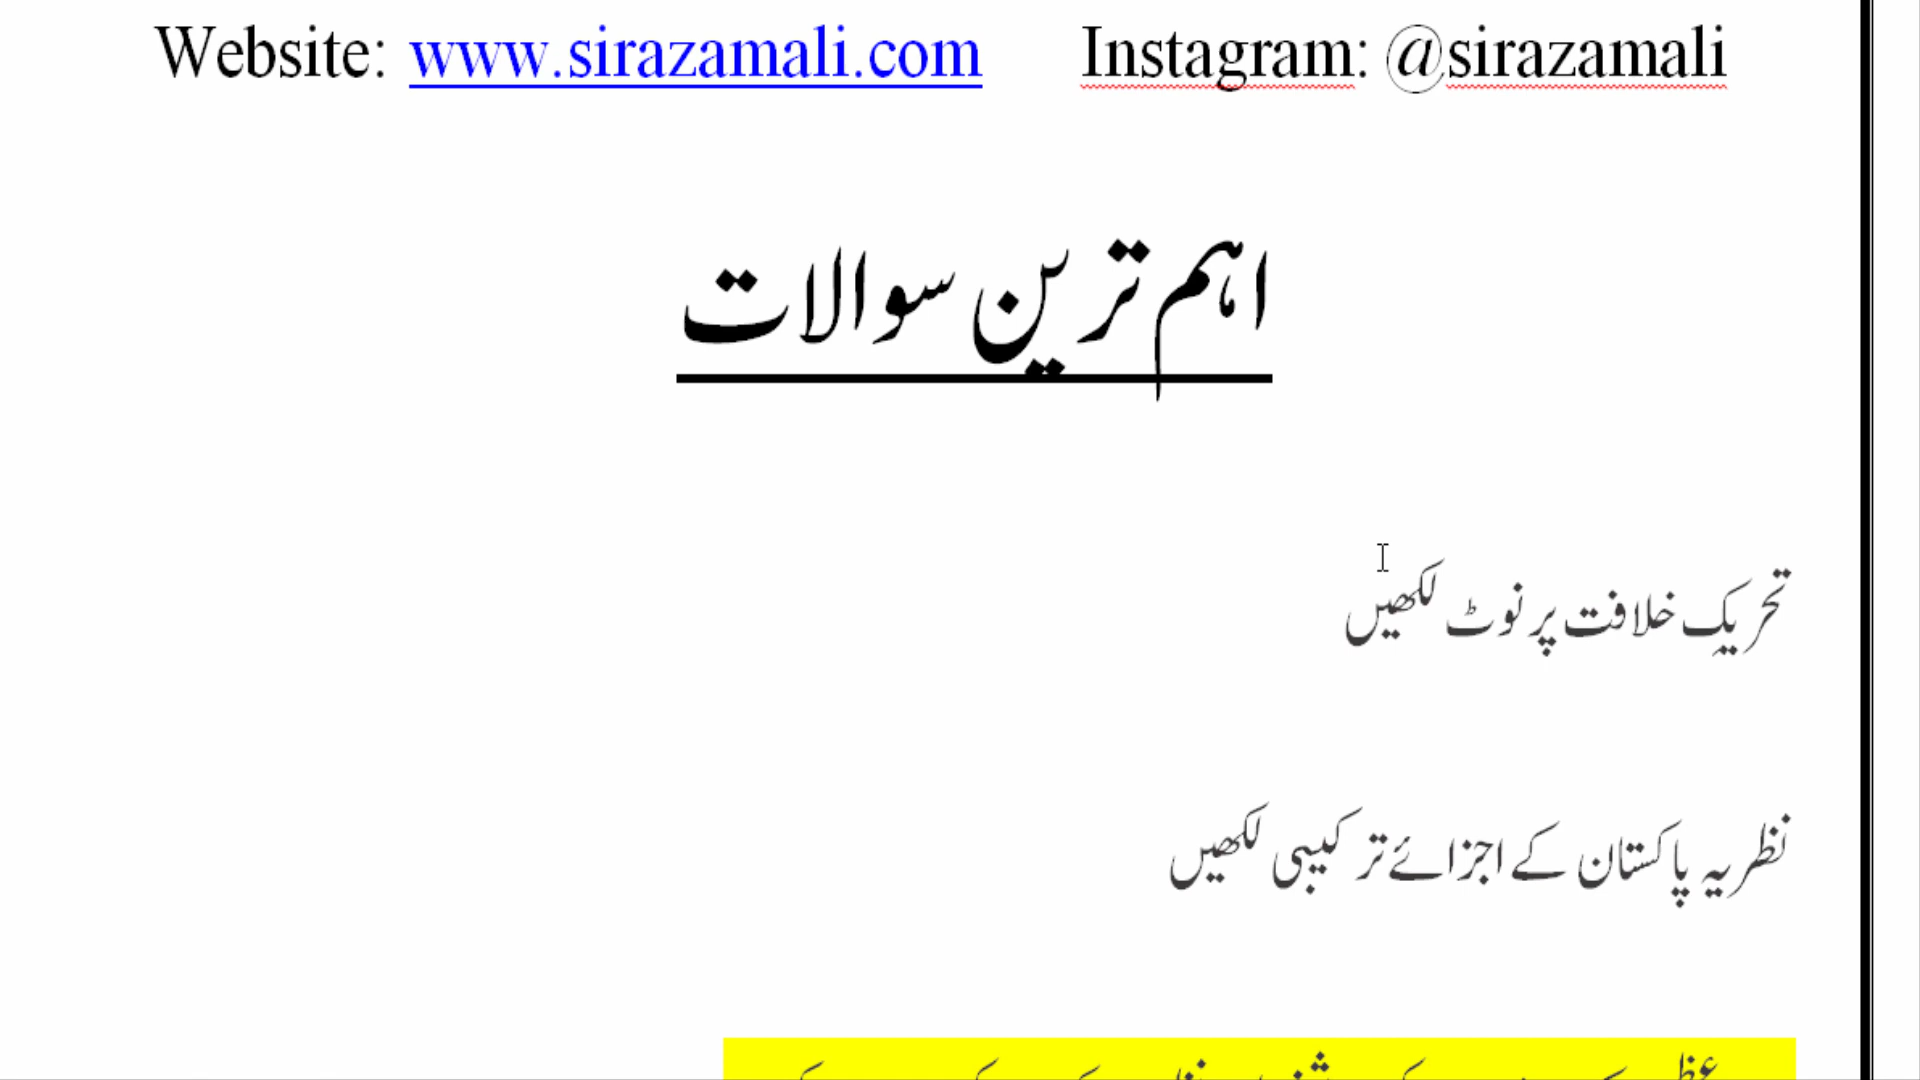 Website: www.sirazamali.com Instagram: @sirazamali
اہم ترین سوالات
تحریک خلافت پر نوٹ لکھیں
نظریہ پاکستان کے اجزائے ترکیبی لکھیں